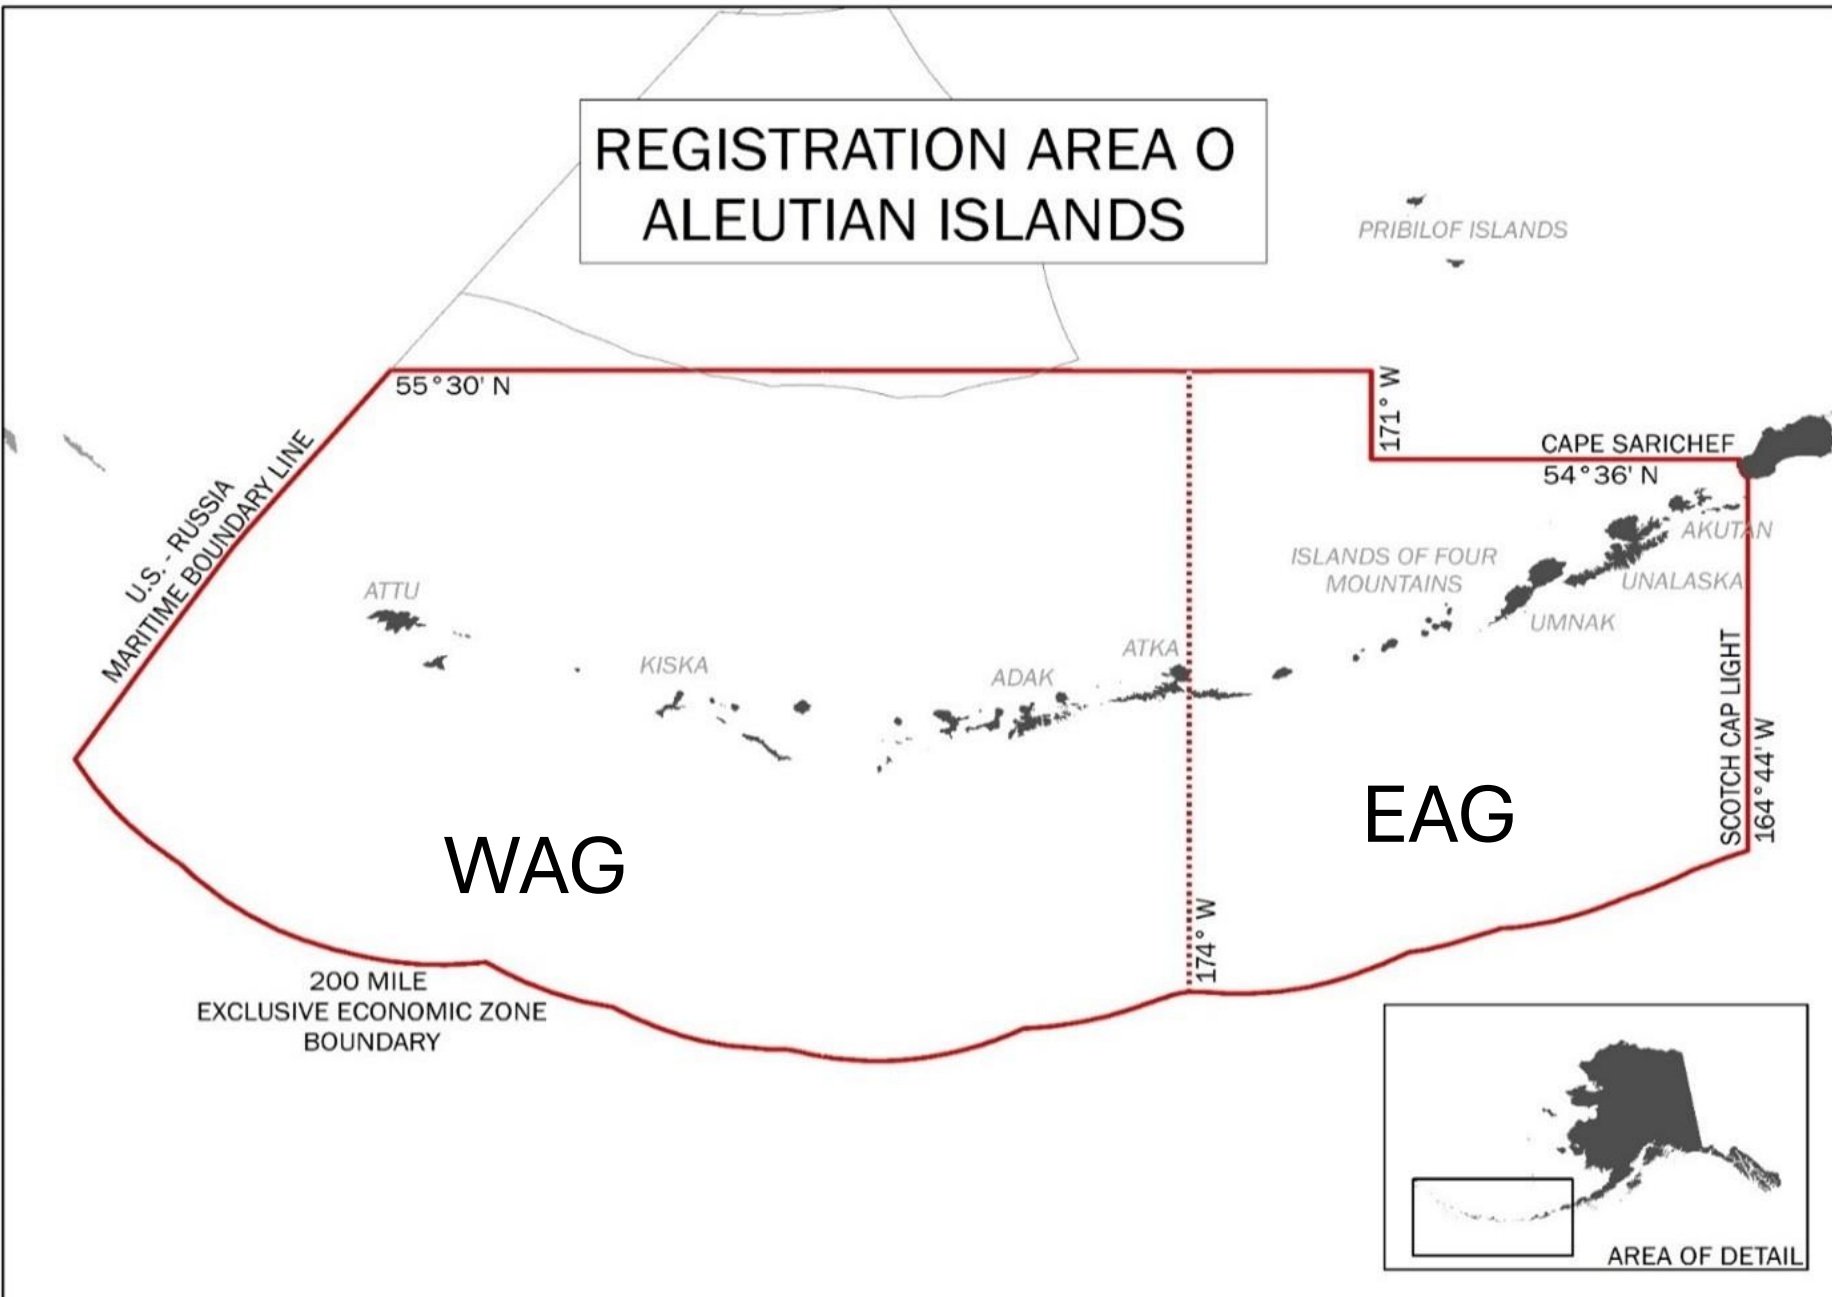 REGISTRATION AREA O
ALEUTIAN ISLANDS
PRIBILOF ISLANDS
55°30' N
171° W
CAPE SARICHEF
54°36' N
U.S. - RUSSIA
MARITIME BOUNDARY LINE
AKUTAN
ISLANDS OF FOUR
MOUNTAINS
UNALASKA
ATTU
UMNAK
KISKA
ATKA
ADAK
SCOTCH CAP LIGHT
164°44' W
EAG
WAG
174° W
200 MILE
EXCLUSIVE ECONOMIC ZONE
BOUNDARY
AREA OF DETAIL